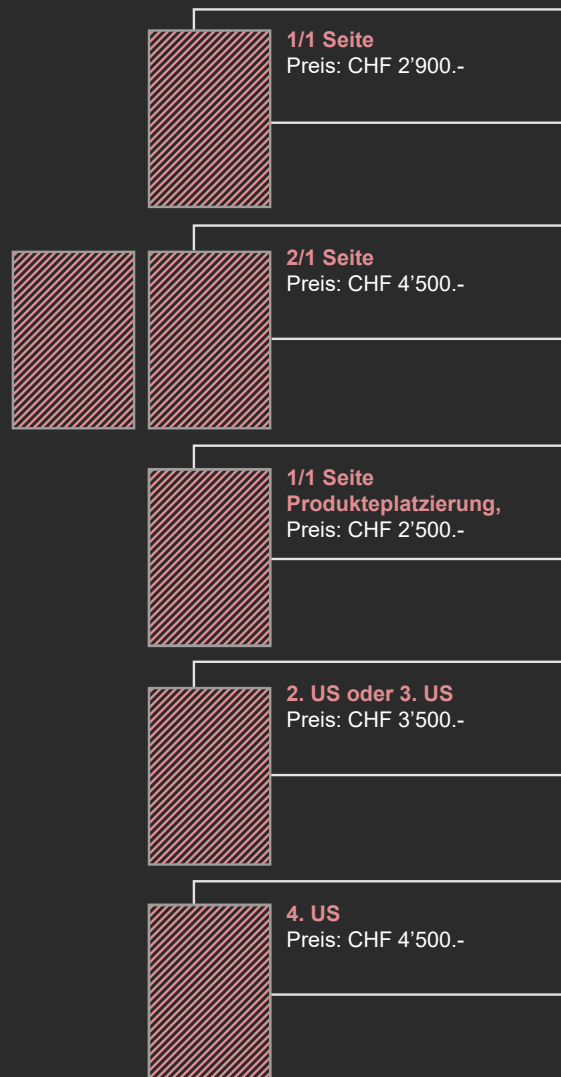 1/1 Seite
Preis: CHF 2’900.-
2/1 Seite
Preis: CHF 4’500.-
1/1 Seite
Produkteplatzierung,
Preis: CHF 2’500.-
2. US oder 3. US
Preis: CHF 3’500.-
4. US
Preis: CHF 4’500.-